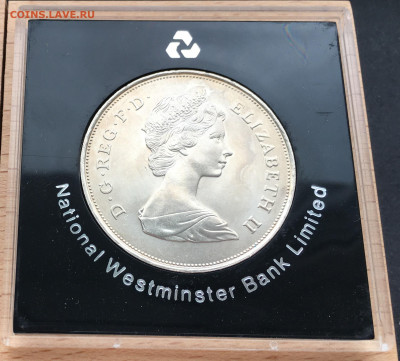 COINS.LAVE.RU
D·G·REG·F·D· ELIZABETH II
National Westminster Bank Limited